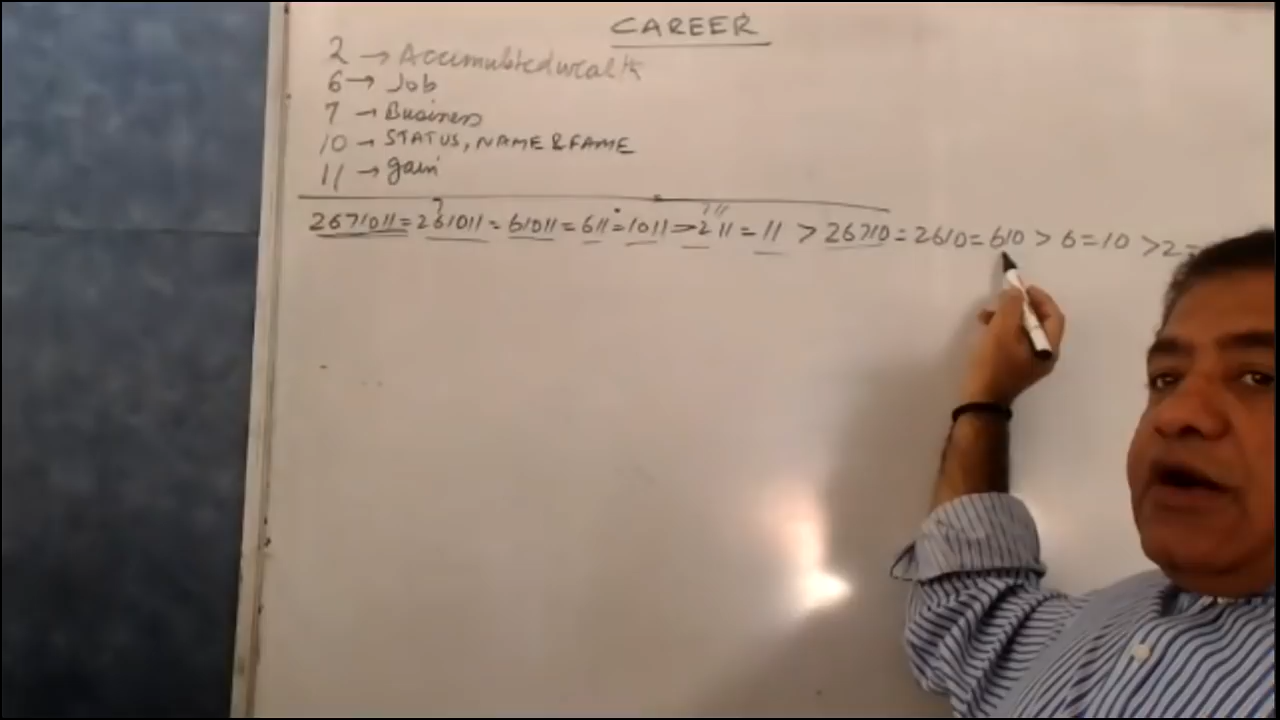 CAREER
2 → Accumulated wealth
6 → Job
7 → Business
10 → STATUS, NAME & FAME
11 → gain
2671011 = 261011 = 61011 = 611 = 1011 > 211 = 11 > 26710 = 2610 = 610 > 6 = 10 > 2 =